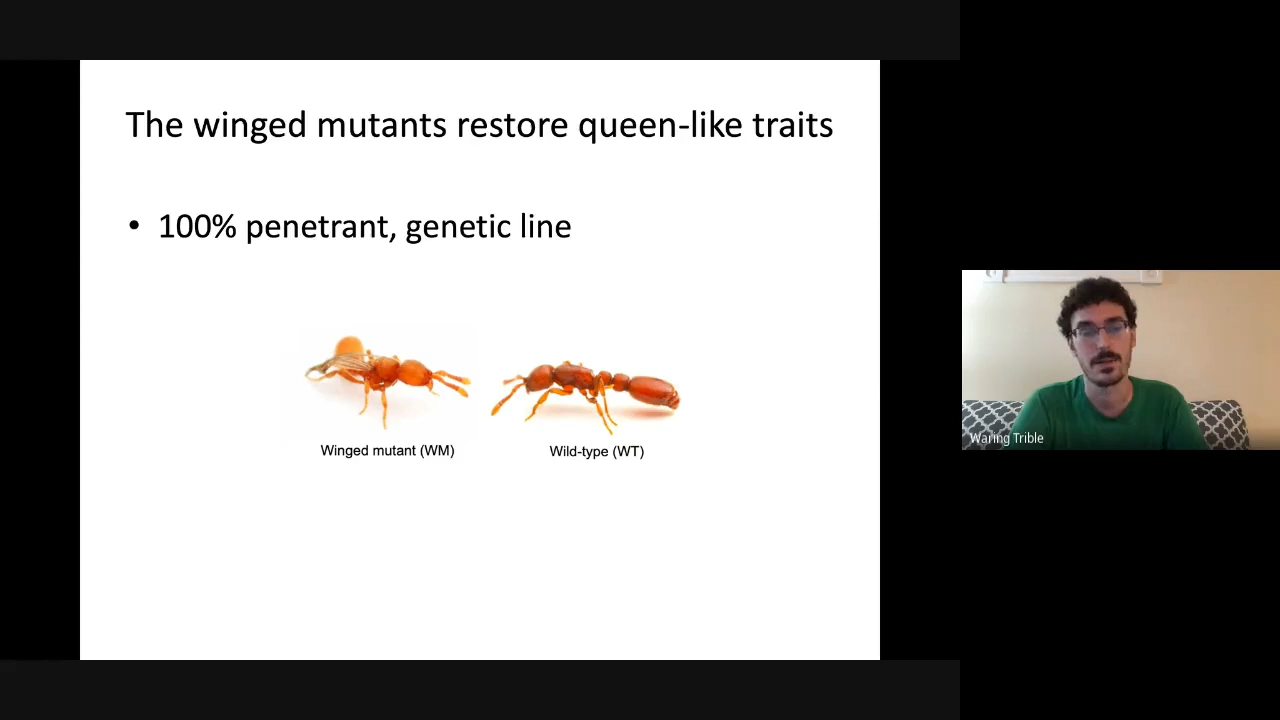 The winged mutants restore queen-like traits
• 100% penetrant, genetic line
Winged mutant (WM)
Wild-type (WT)
Waring Trible